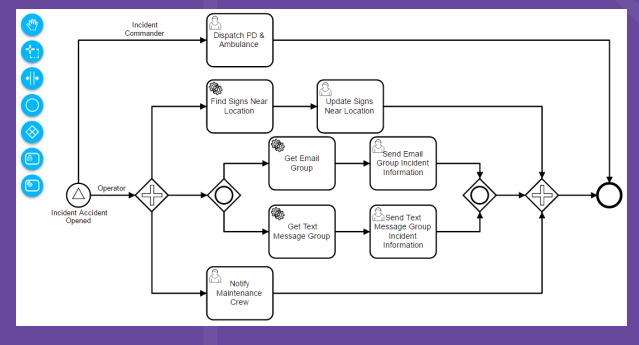 Incident
Commander
Dispatch PD &
Ambulance
Find Signs Near
Location
Update Signs
Near Location
Get Email
Group
Send Email
Group Incident
Information
Operator
Incident Accident
Opened
Get Text
Message Group
Send Text
Message Group
Incident
Information
Notify
Maintenance
Crew